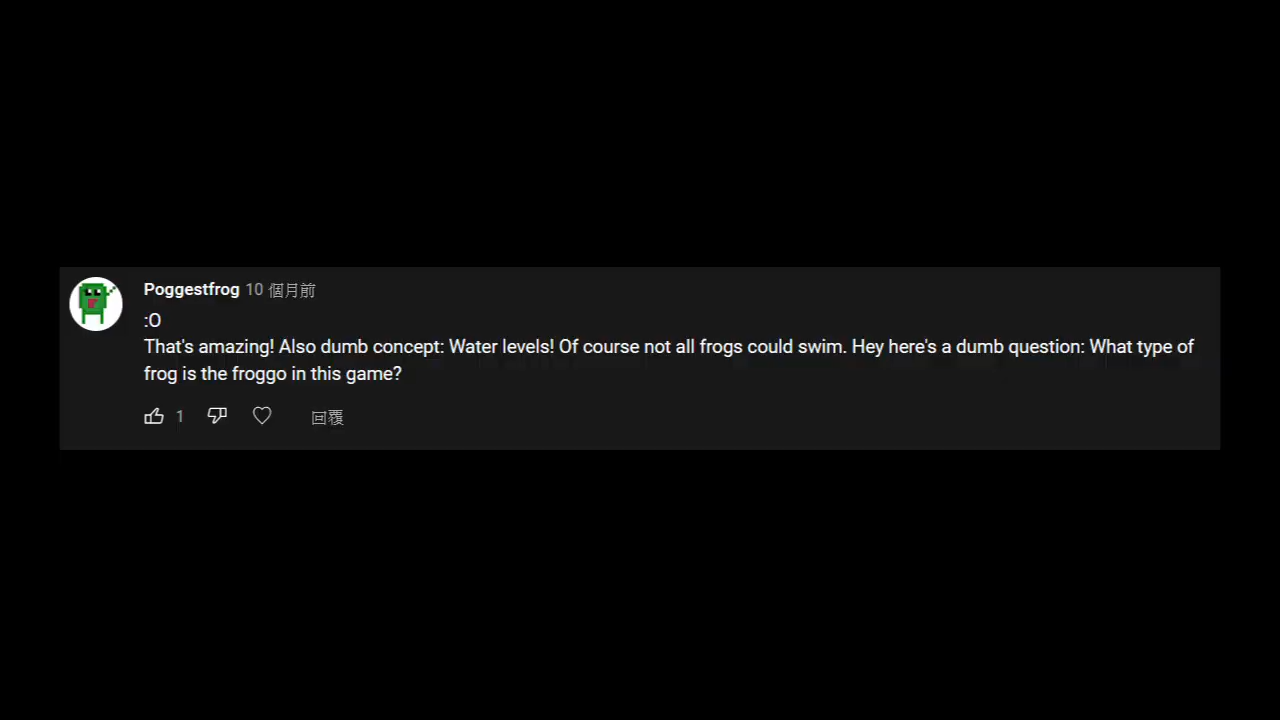 Poggestfrog 10 個月前
:O
That's amazing! Also dumb concept: Water levels! Of course not all frogs could swim. Hey here's a dumb question: What type of
frog is the froggo in this game?
1 回覆